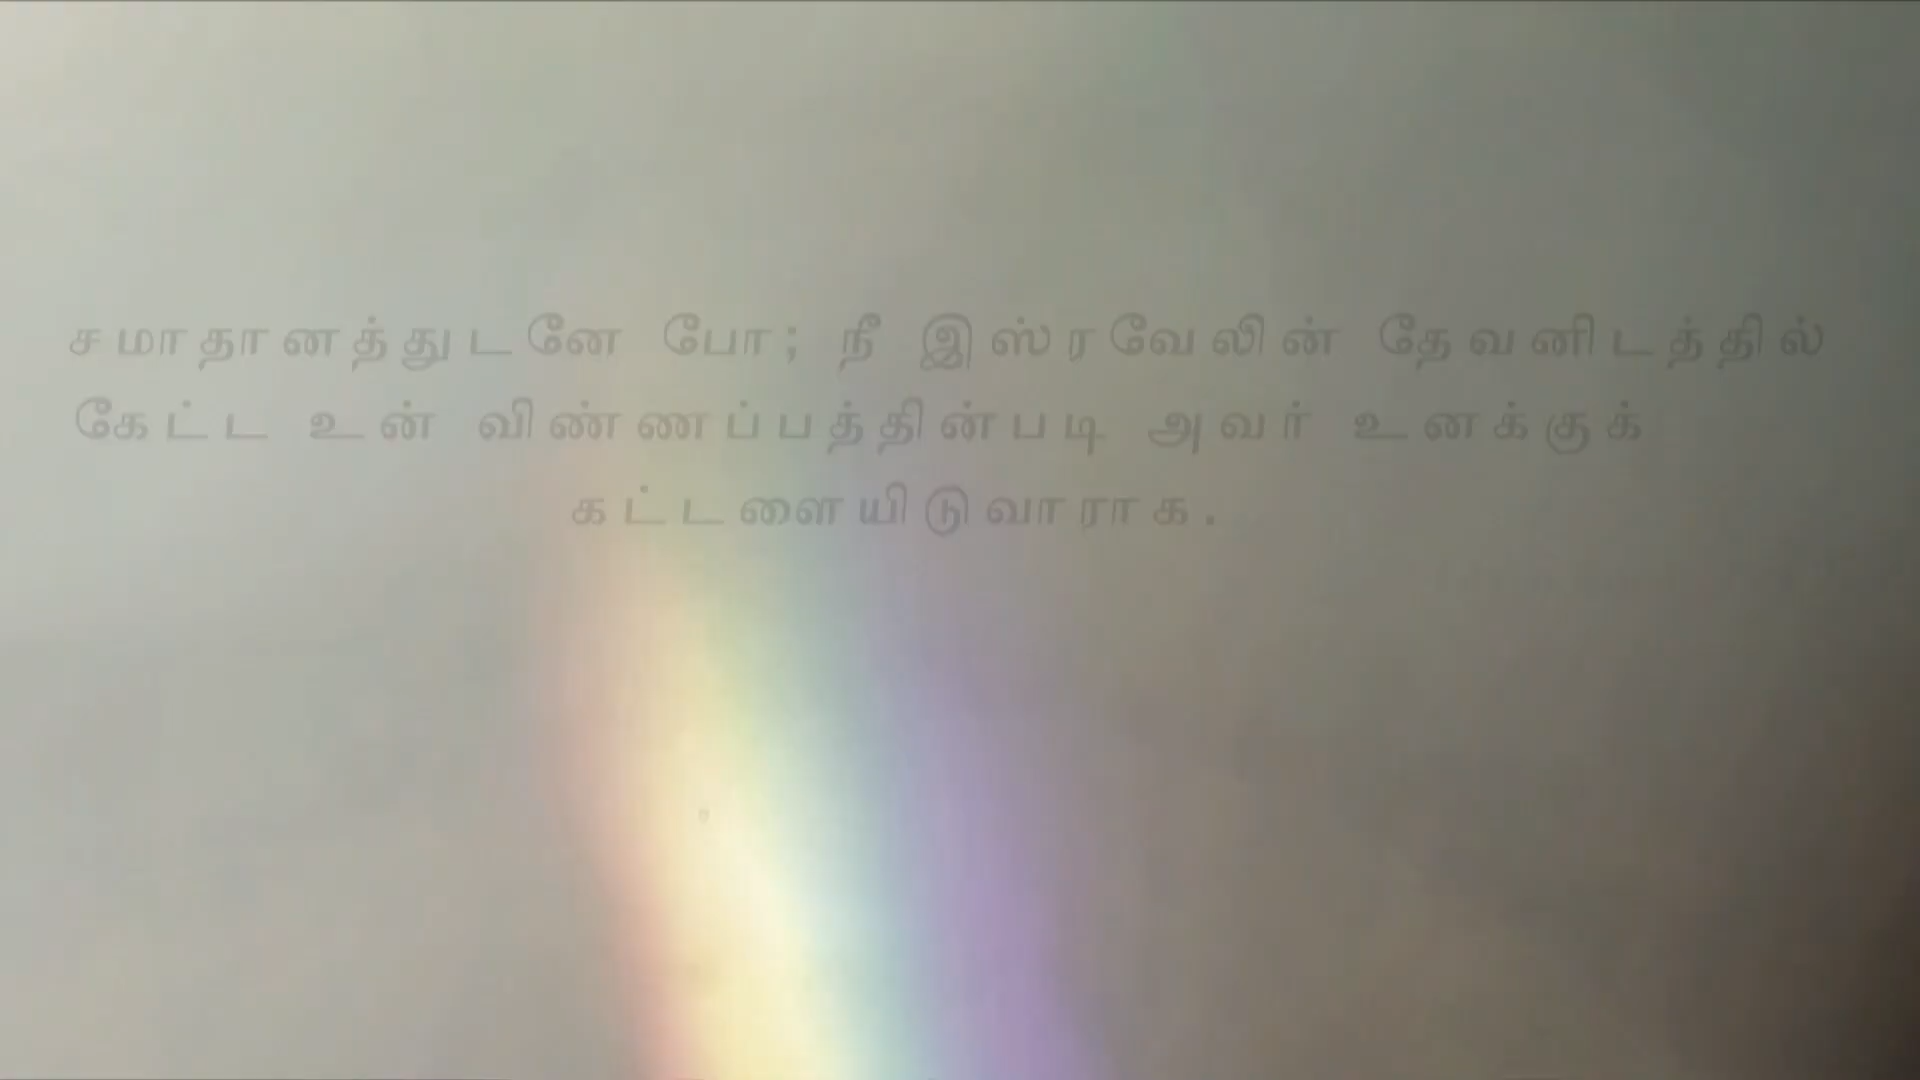 சமாதானத்துடனே போ; நீ இஸ்ரவேலின் தேவனிடத்தில்
கேட்ட உன் விண்ணப்பத்தின்படி அவர் உனக்குக்
கட்டளையிடுவாராக.